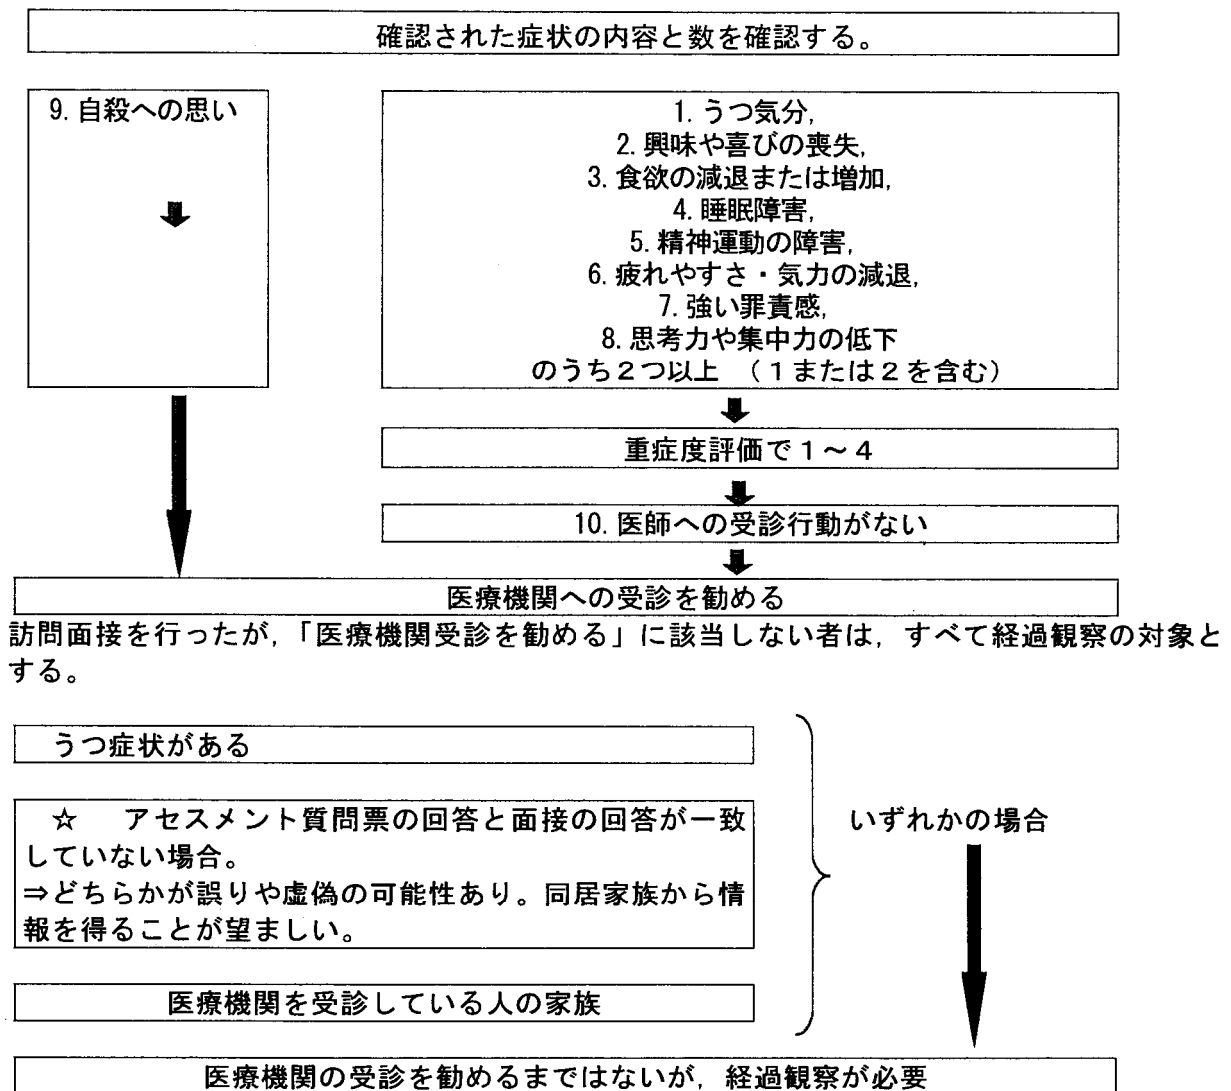 確認された症状の内容と数を確認する。
9. 自殺への思い
1. うつ気分,
2. 興味や喜びの喪失,
3. 食欲の減退または増加,
4. 睡眠障害,
5. 精神運動の障害,
6. 疲れやすさ・気力の減退,
7. 強い罪責感,
8. 思考力や集中力の低下
のうち２つ以上　（１または２を含む）
重症度評価で１～４
10. 医師への受診行動がない
医療機関への受診を勧める
訪問面接を行ったが,「医療機関受診を勧める」に該当しない者は, すべて経過観察の対象と
する。
うつ症状がある
☆　アセスメント質問票の回答と面接の回答が一致
していない場合。
⇒どちらかが誤りや虚偽の可能性あり。同居家族から情
報を得ることが望ましい。
いずれかの場合
医療機関を受診している人の家族
医療機関の受診を勧めるまではないが, 経過観察が必要